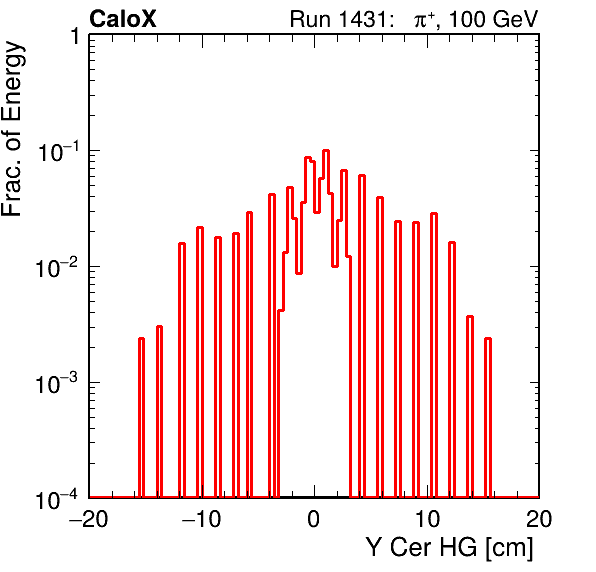 CaloX Run 1431: π⁺, 100 GeV
Frac. of Energy
1
10⁻¹
10⁻²
10⁻³
10⁻⁴
−20 −10 0 10 20
Y Cer HG [cm]